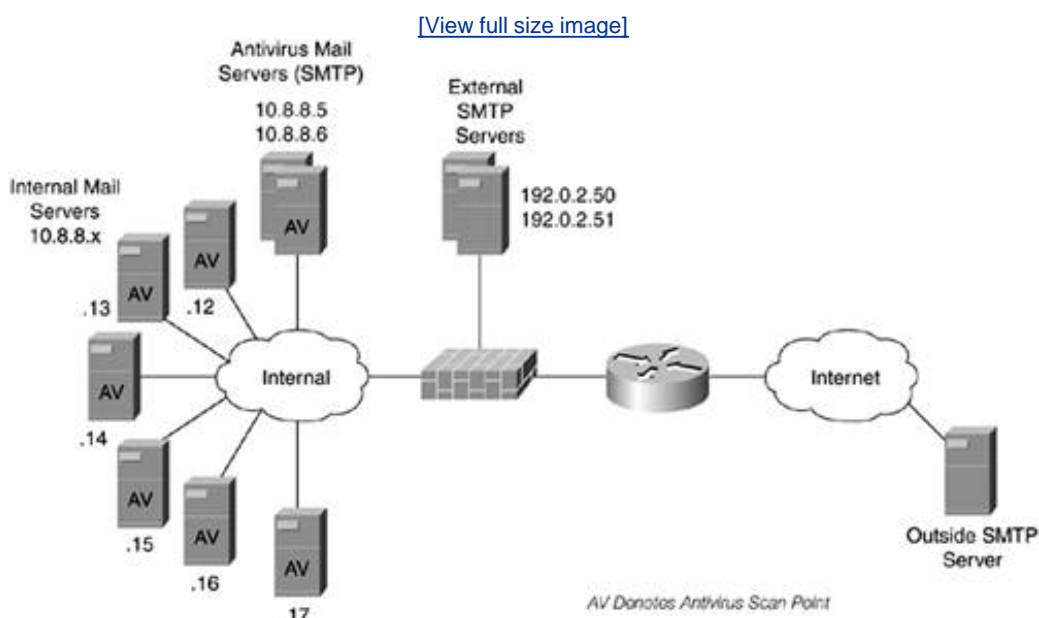 [View full size image]
Antivirus Mail
Servers (SMTP)
10.8.8.5
10.8.8.6
External
SMTP
Servers
192.0.2.50
192.0.2.51
Internal Mail
Servers
10.8.8.x
AV
AV
AV
.13
.12
AV
.14
Internal
Internet
AV
.15
AV
.16
AV
.17
Outside SMTP
Server
AV Denotes Antivirus Scan Point